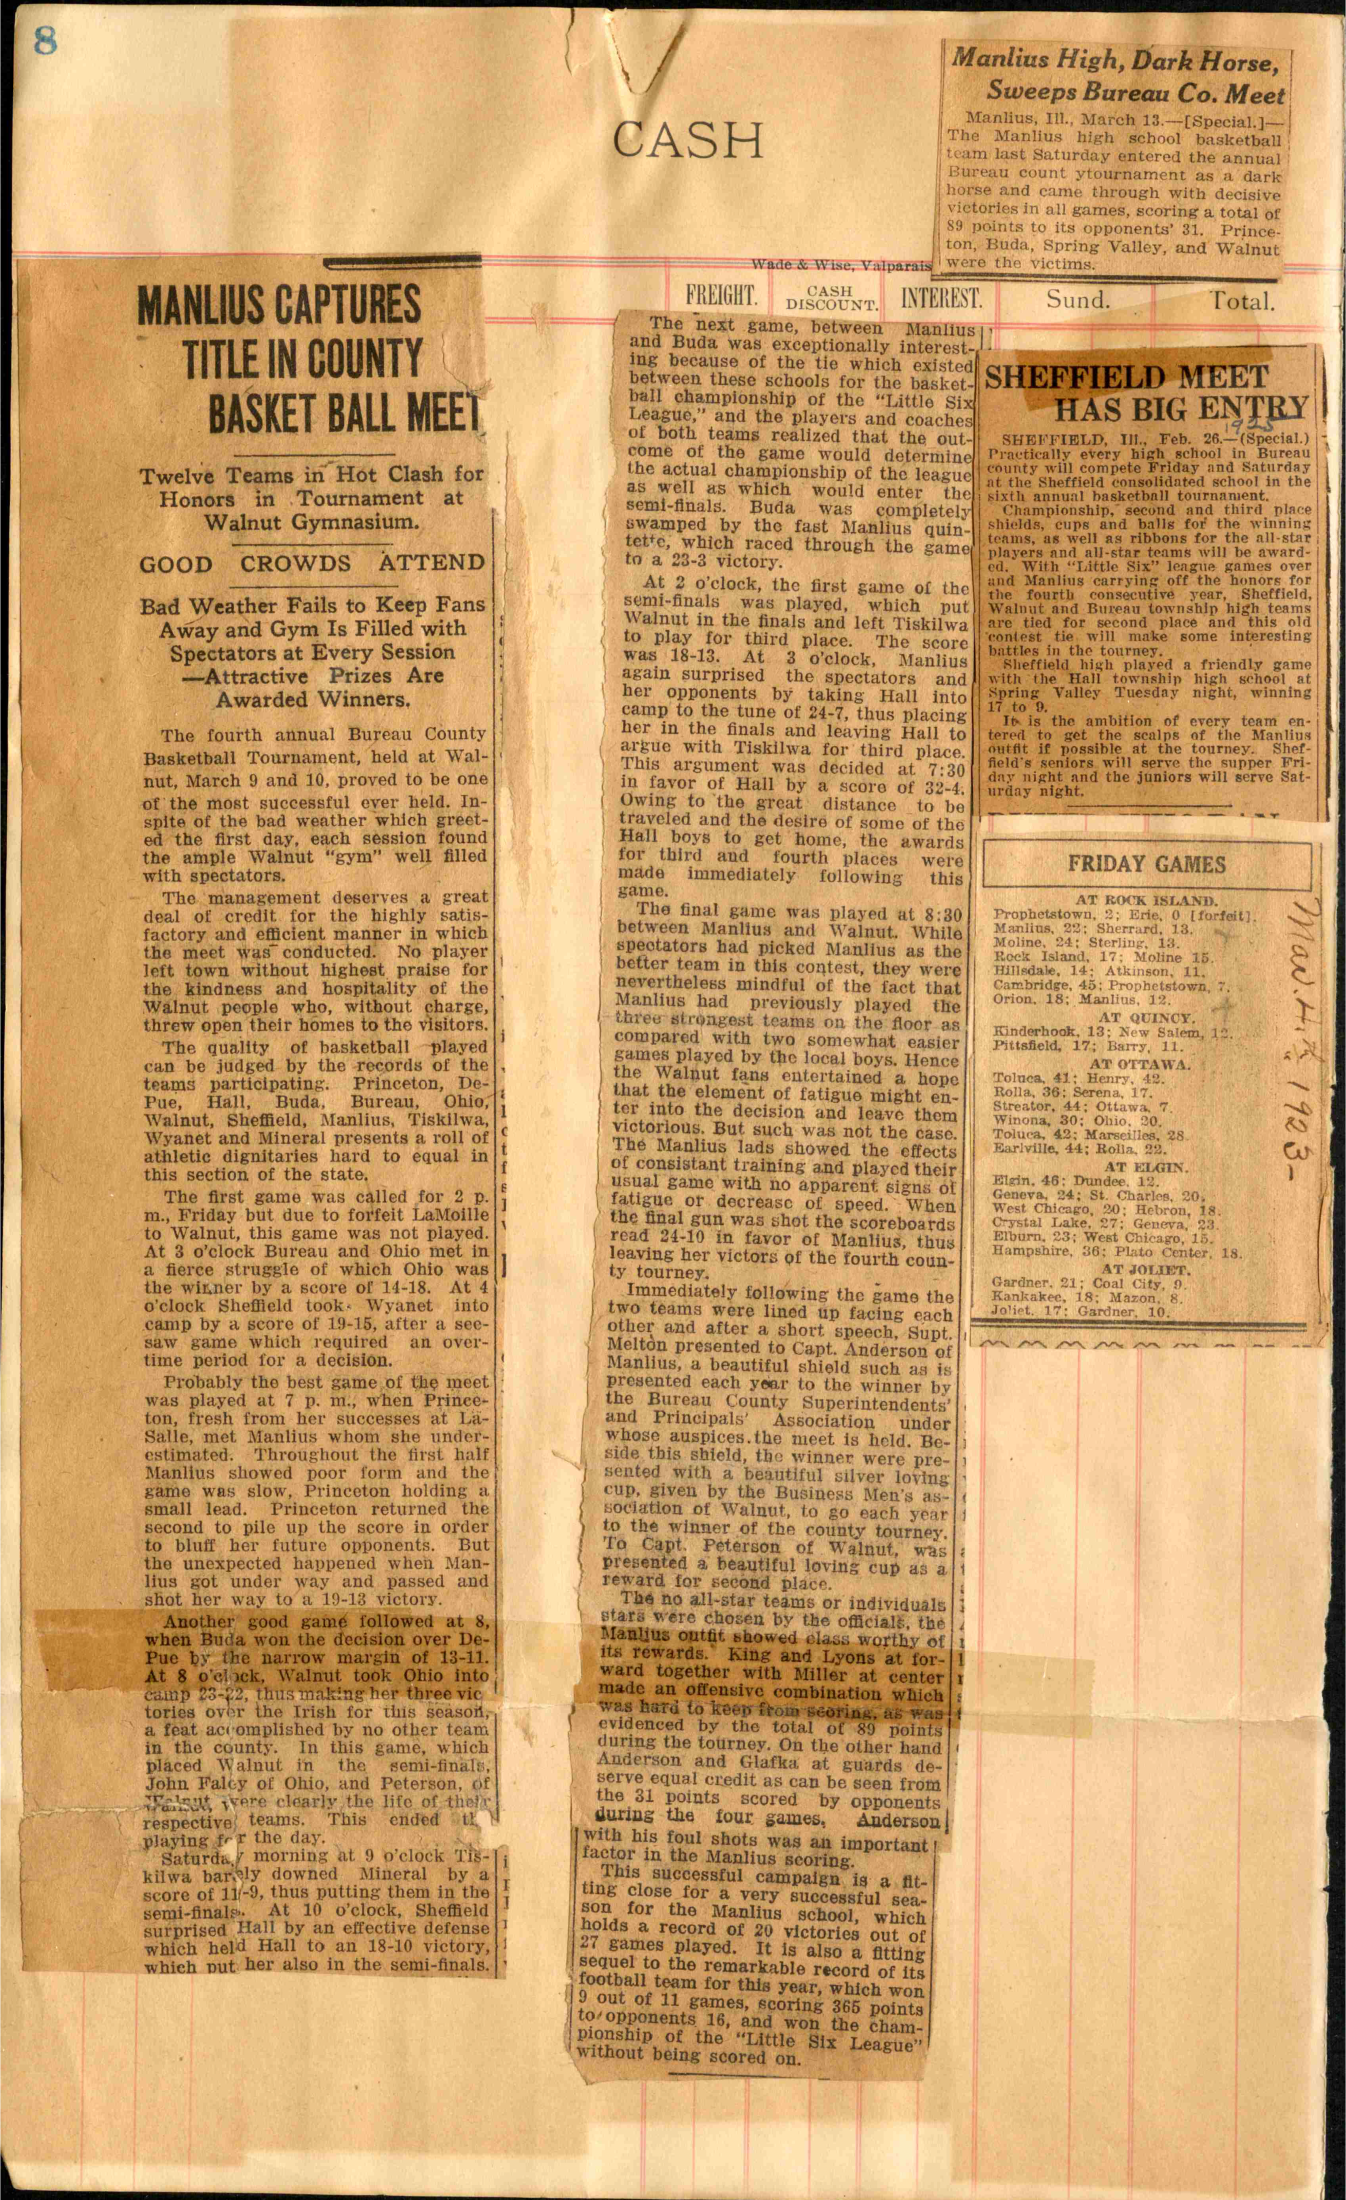 8
CASH
Wade & Wise, Valparais
FREIGHT.
CASH
DISCOUNT.
INTEREST.
Sund.
Total.
Manlius High, Dark Horse,
Sweeps Bureau Co. Meet
Manlius, Ill., March 13.—[Special.]—
The Manlius high school basketball
team last Saturday entered the annual
Bureau count ytournament as a dark
horse and came through with decisive
victories in all games, scoring a total of
89 points to its opponents' 31. Prince-
ton, Buda, Spring Valley, and Walnut
were the victims.
MANLIUS CAPTURES
TITLE IN COUNTY
BASKET BALL MEET
Twelve Teams in Hot Clash for
Honors in Tournament at
Walnut Gymnasium.
GOOD CROWDS ATTEND
Bad Weather Fails to Keep Fans
Away and Gym Is Filled with
Spectators at Every Session
—Attractive Prizes Are
Awarded Winners.
The fourth annual Bureau County
Basketball Tournament, held at Wal-
nut, March 9 and 10, proved to be one
of the most successful ever held. In-
spite of the bad weather which greet-
ed the first day, each session found
the ample Walnut "gym" well filled
with spectators.
The management deserves a great
deal of credit for the highly satis-
factory and efficient manner in which
the meet was conducted. No player
left town without highest praise for
the kindness and hospitality of the
Walnut people who, without charge,
threw open their homes to the visitors.
The quality of basketball played
can be judged by the records of the
teams participating. Princeton, De-
Pue, Hall, Buda, Bureau, Ohio,
Walnut, Sheffield, Manlius, Tiskilwa,
Wyanet and Mineral presents a roll of
athletic dignitaries hard to equal in
this section of the state.
The first game was called for 2 p.
m., Friday but due to forfeit LaMoille
to Walnut, this game was not played.
At 3 o'clock Bureau and Ohio met in
a fierce struggle of which Ohio was
the winner by a score of 14-18. At 4
o'clock Sheffield took Wyanet into
camp by a score of 19-15, after a see-
saw game which required an over-
time period for a decision.
Probably the best game of the meet
was played at 7 p. m., when Prince-
ton, fresh from her successes at La-
Salle, met Manlius whom she under-
estimated. Throughout the first half
Manlius showed poor form and the
game was slow, Princeton holding a
small lead. Princeton returned the
second to pile up the score in order
to bluff her future opponents. But
the unexpected happened when Man-
lius got under way and passed and
shot her way to a 19-13 victory.
Another good game followed at 8,
when Buda won the decision over De-
Pue by the narrow margin of 13-11.
At 8 o'clock, Walnut took Ohio into
camp 23-22, thus making her three vic
tories over the Irish for this season,
a feat accomplished by no other team
in the county. In this game, which
placed Walnut in the semi-finals,
John Faley of Ohio, and Peterson, of
Walnut, were clearly the life of their
respective teams. This ended th
playing for the day.
Saturday morning at 9 o'clock Tis-
kilwa barely downed Mineral by a
score of 11-9, thus putting them in the
semi-finals. At 10 o'clock, Sheffield
surprised Hall by an effective defense
which held Hall to an 18-10 victory,
which put her also in the semi-finals.
The next game, between Manlius
and Buda was exceptionally interest-
ing because of the tie which existed
between these schools for the basket-
ball championship of the "Little Six
League," and the players and coaches
of both teams realized that the out-
come of the game would determine
the actual championship of the league
as well as which would enter the
semi-finals. Buda was completely
swamped by the fast Manlius quin-
tette, which raced through the game
to a 23-3 victory.
At 2 o'clock, the first game of the
semi-finals was played, which put
Walnut in the finals and left Tiskilwa
to play for third place. The score
was 18-13. At 3 o'clock, Manlius
again surprised the spectators and
her opponents by taking Hall into
camp to the tune of 24-7, thus placing
her in the finals and leaving Hall to
argue with Tiskilwa for third place.
This argument was decided at 7:30
in favor of Hall by a score of 32-4.
Owing to the great distance to be
traveled and the desire of some of the
Hall boys to get home, the awards
for third and fourth places were
made immediately following this
game.
The final game was played at 8:30
between Manlius and Walnut. While
spectators had picked Manlius as the
better team in this contest, they were
nevertheless mindful of the fact that
Manlius had previously played the
three strongest teams on the floor as
compared with two somewhat easier
games played by the local boys. Hence
the Walnut fans entertained a hope
that the element of fatigue might en-
ter into the decision and leave them
victorious. But such was not the case.
The Manlius lads showed the effects
of consistant training and played their
usual game with no apparent signs of
fatigue or decrease of speed. When
the final gun was shot the scoreboards
read 24-10 in favor of Manlius, thus
leaving her victors of the fourth coun-
ty tourney.
Immediately following the game the
two teams were lined up facing each
other and after a short speech, Supt.
Melton presented to Capt. Anderson of
Manlius, a beautiful shield such as is
presented each year to the winner by
the Bureau County Superintendents'
and Principals' Association under
whose auspices the meet is held. Be-
side this shield, the winner were pre-
sented with a beautiful silver loving
cup, given by the Business Men's as-
sociation of Walnut, to go each year
to the winner of the county tourney.
To Capt. Peterson of Walnut, was
presented a beautiful loving cup as a
reward for second place.
The no all-star teams or individuals
stars were chosen by the officials, the
Manlius outfit showed class worthy of
its rewards. King and Lyons at for-
ward together with Miller at center
made an offensive combination which
was hard to keep from scoring, as was
evidenced by the total of 89 points
during the tourney. On the other hand
Anderson and Glafka at guards de-
serve equal credit as can be seen from
the 31 points scored by opponents
during the four games. Anderson
with his foul shots was an important
factor in the Manlius scoring.
This successful campaign is a fit-
ting close for a very successful sea-
son for the Manlius school, which
holds a record of 20 victories out of
27 games played. It is also a fitting
sequel to the remarkable record of its
football team for this year, which won
9 out of 11 games, scoring 365 points
to opponents 16, and won the cham-
pionship of the "Little Six League"
without being scored on.
SHEFFIELD MEET
HAS BIG ENTRY
1925
SHEFFIELD, Ill., Feb. 26.—(Special.)
Practically every high school in Bureau
county will compete Friday and Saturday
at the Sheffield consolidated school in the
sixth annual basketball tournament.
Championship, second and third place
shields, cups and balls for the winning
teams, as well as ribbons for the all-star
players and all-star teams will be award-
ed. With "Little Six" league games over
and Manlius carrying off the honors for
the fourth consecutive year, Sheffield,
Walnut and Bureau township high teams
are tied for second place and this old
contest tie will make some interesting
battles in the tourney.
Sheffield high played a friendly game
with the Hall township high school at
Spring Valley Tuesday night, winning
17 to 9.
It is the ambition of every team en-
tered to get the scalps of the Manlius
outfit if possible at the tourney. Shef-
field's seniors will serve the supper Fri-
day night and the juniors will serve Sat-
urday night.
FRIDAY GAMES
AT ROCK ISLAND.
Prophetstown, 2; Erie, 0 [forfeit].
Manlius, 22; Sherrard, 13.
Moline, 24; Sterling, 13.
Rock Island, 17; Moline 15.
Hillsdale, 14; Atkinson, 11.
Cambridge, 45; Prophetstown, 7.
Orion, 18; Manlius, 12.
AT QUINCY.
Kinderhook, 13; New Salem, 12.
Pittsfield, 17; Barry, 11.
AT OTTAWA.
Toluca, 41; Henry, 42.
Rolla, 36; Serena, 17.
Streator, 44; Ottawa, 7.
Winona, 30; Ohio, 20.
Toluca, 42; Marseilles, 28.
Earlville, 44; Rolla, 22.
AT ELGIN.
Elgin, 46; Dundee, 12.
Geneva, 24; St. Charles, 20.
West Chicago, 20; Hebron, 18.
Crystal Lake, 27; Geneva, 23.
Elburn, 23; West Chicago, 15.
Hampshire, 36; Plato Center, 18.
AT JOLIET.
Gardner, 21; Coal City, 9.
Kankakee, 18; Mazon, 8.
Joliet, 17; Gardner, 10.
1923-